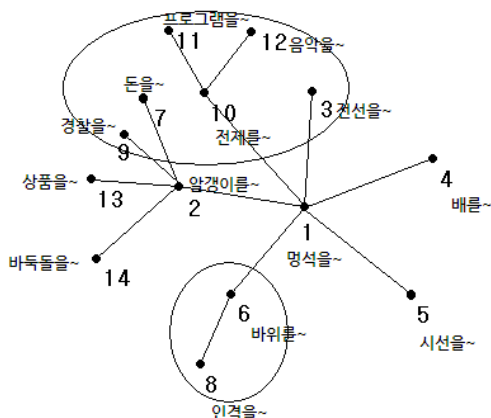 프로그램을~
11
12 음악을~
돈을~
7
10
3 전선을~
경찰을~
9
전재를~
상품을~
13
2
알갱이를~
4
배를~
1
바둑돌을~
14
멍석을~
6
바위를~
5
시선을~
8
인격을~